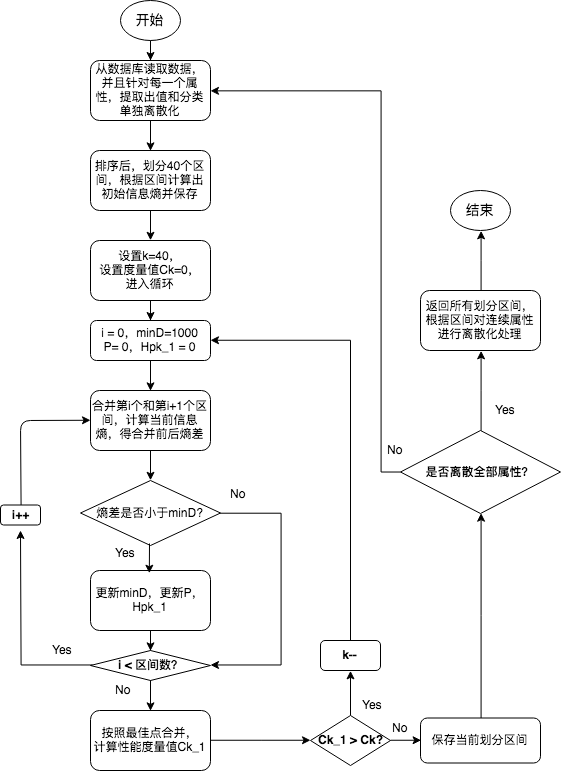 开始
从数据库读取数据，
并且针对每一个属
性，提取出值和分类
单独离散化
排序后，划分40个区
间，根据区间计算出
初始信息熵并保存
设置k=40，
设置度量值Ck=0，
进入循环
i = 0，minD=1000
P= 0，Hpk_1 = 0
合并第i个和第i+1个区
间，计算当前信息
熵，得合并前后熵差
i++
熵差是否小于minD?
No
Yes
更新minD，更新P，
Hpk_1
Yes
i < 区间数?
No
按照最佳点合并，
计算性能度量值Ck_1
k--
Yes
Ck_1 > Ck?
No
保存当前划分区间
No
是否离散全部属性?
Yes
返回所有划分区间，
根据区间对连续属性
进行离散化处理
结束